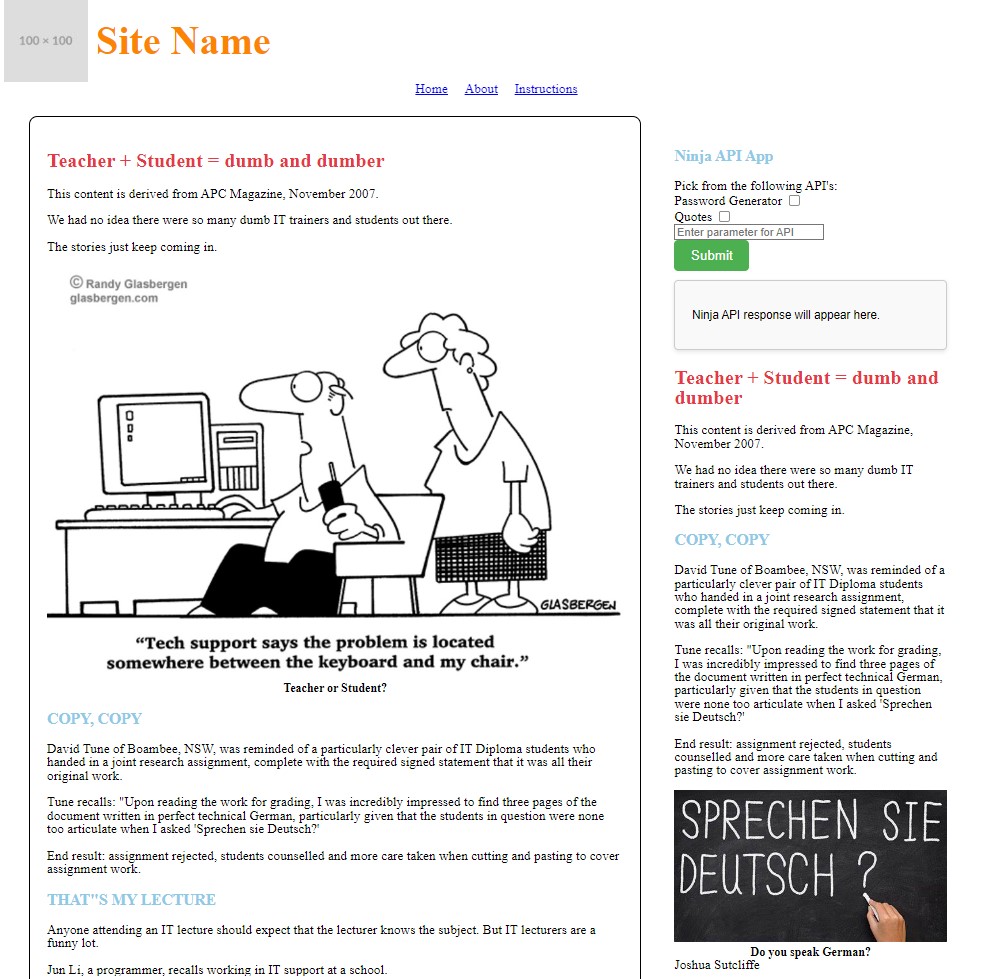 100 × 100
Site Name
Home About Instructions
Teacher + Student = dumb and dumber
This content is derived from APC Magazine, November 2007.
We had no idea there were so many dumb IT trainers and students out there.
The stories just keep coming in.
© Randy Glasbergen
glasbergen.com
GLASBERGEN
“Tech support says the problem is located
somewhere between the keyboard and my chair.”
Teacher or Student?
COPY, COPY
David Tune of Boambee, NSW, was reminded of a particularly clever pair of IT Diploma students who
handed in a joint research assignment, complete with the required signed statement that it was all their
original work.
Tune recalls: "Upon reading the work for grading, I was incredibly impressed to find three pages of the
document written in perfect technical German, particularly given that the students in question were none
too articulate when I asked 'Sprechen sie Deutsch?'
End result: assignment rejected, students counselled and more care taken when cutting and pasting to cover
assignment work.
THAT"S MY LECTURE
Anyone attending an IT lecture should expect that the lecturer knows the subject. But IT lecturers are a
funny lot.
Jun Li, a programmer, recalls working in IT support at a school.
Ninja API App
Pick from the following API's:
Password Generator
Quotes
Enter parameter for API
Submit
Ninja API response will appear here.
Teacher + Student = dumb and
dumber
This content is derived from APC Magazine,
November 2007.
We had no idea there were so many dumb IT
trainers and students out there.
The stories just keep coming in.
COPY, COPY
David Tune of Boambee, NSW, was reminded of a
particularly clever pair of IT Diploma students
who handed in a joint research assignment,
complete with the required signed statement that it
was all their original work.
Tune recalls: "Upon reading the work for grading,
I was incredibly impressed to find three pages of
the document written in perfect technical German,
particularly given that the students in question
were none too articulate when I asked 'Sprechen
sie Deutsch?'
End result: assignment rejected, students
counselled and more care taken when cutting and
pasting to cover assignment work.
SPRECHEN SIE
DEUTSCH ?
Do you speak German?
Joshua Sutcliffe